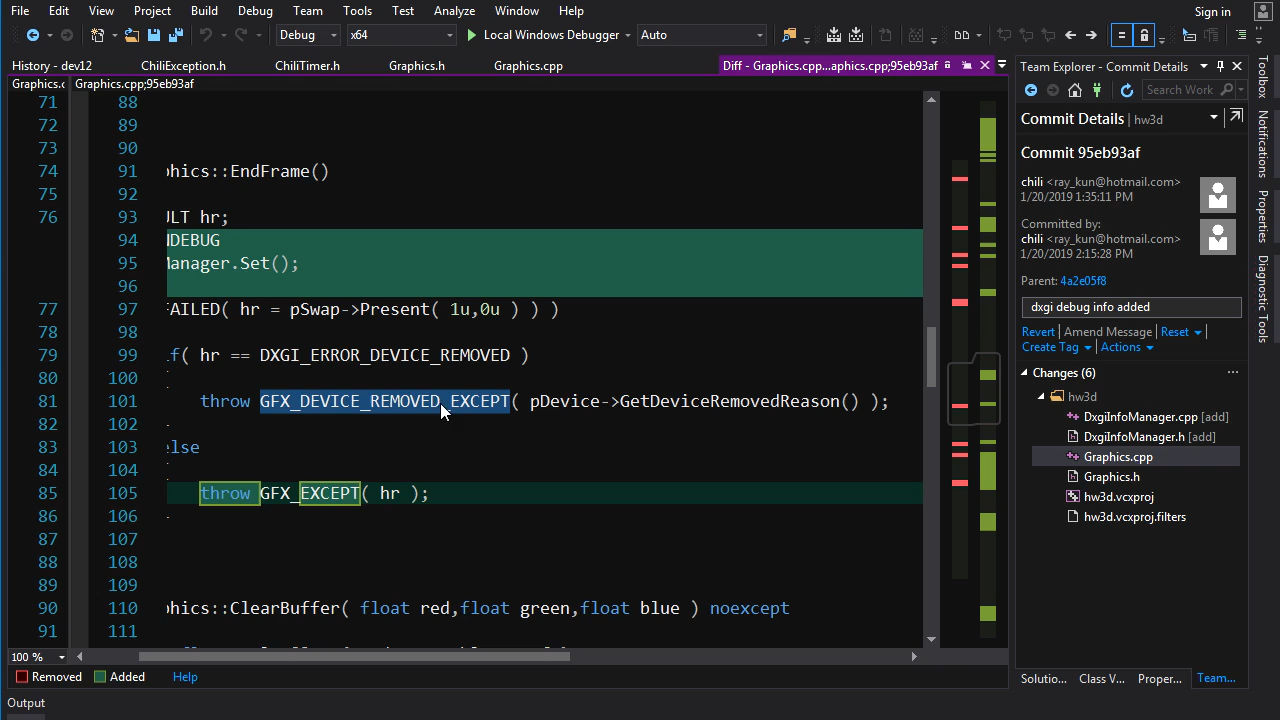 File Edit View Project Build Debug Team Tools Test Analyze Window Help Sign in
Debug x64 Local Windows Debugger Auto
History - dev12 ChiliException.h ChiliTimer.h Graphics.h Graphics.cpp Diff - Graphics.cpp...aphics.cpp;95eb93af
Graphics.c Graphics.cpp;95eb93af
71 88
72 89
73 90
74 91 phics::EndFrame()
75 92
76 93 ULT hr;
94 NDEBUG
95 Manager.Set();
96
77 97 FAILED( hr = pSwap->Present( 1u,0u ) ) )
78 98
79 99 if( hr == DXGI_ERROR_DEVICE_REMOVED )
80 100
81 101 throw GFX_DEVICE_REMOVED_EXCEPT( pDevice->GetDeviceRemovedReason() );
82 102
83 103 else
84 104
85 105 throw GFX_EXCEPT( hr );
86 106
87 107
88 108
89 109
90 110 phics::ClearBuffer( float red,float green,float blue ) noexcept
91 111
100 %
Removed Added Help
Output
Team Explorer - Commit Details
Search Work
Commit Details | hw3d
Commit 95eb93af
chili <ray_kun@hotmail.com>
1/20/2019 1:35:11 PM
Committed by:
chili <ray_kun@hotmail.com>
1/20/2019 2:15:28 PM
Parent: 4a2e05f8
dxgi debug info added
Revert | Amend Message | Reset |
Create Tag | Actions
Changes (6) ...
hw3d
DxgiInfoManager.cpp [add]
DxgiInfoManager.h [add]
Graphics.cpp
Graphics.h
hw3d.vcxproj
hw3d.vcxproj.filters
Solutio... Class V... Proper... Team...
Toolbox
Notifications
Properties
Diagnostic Tools